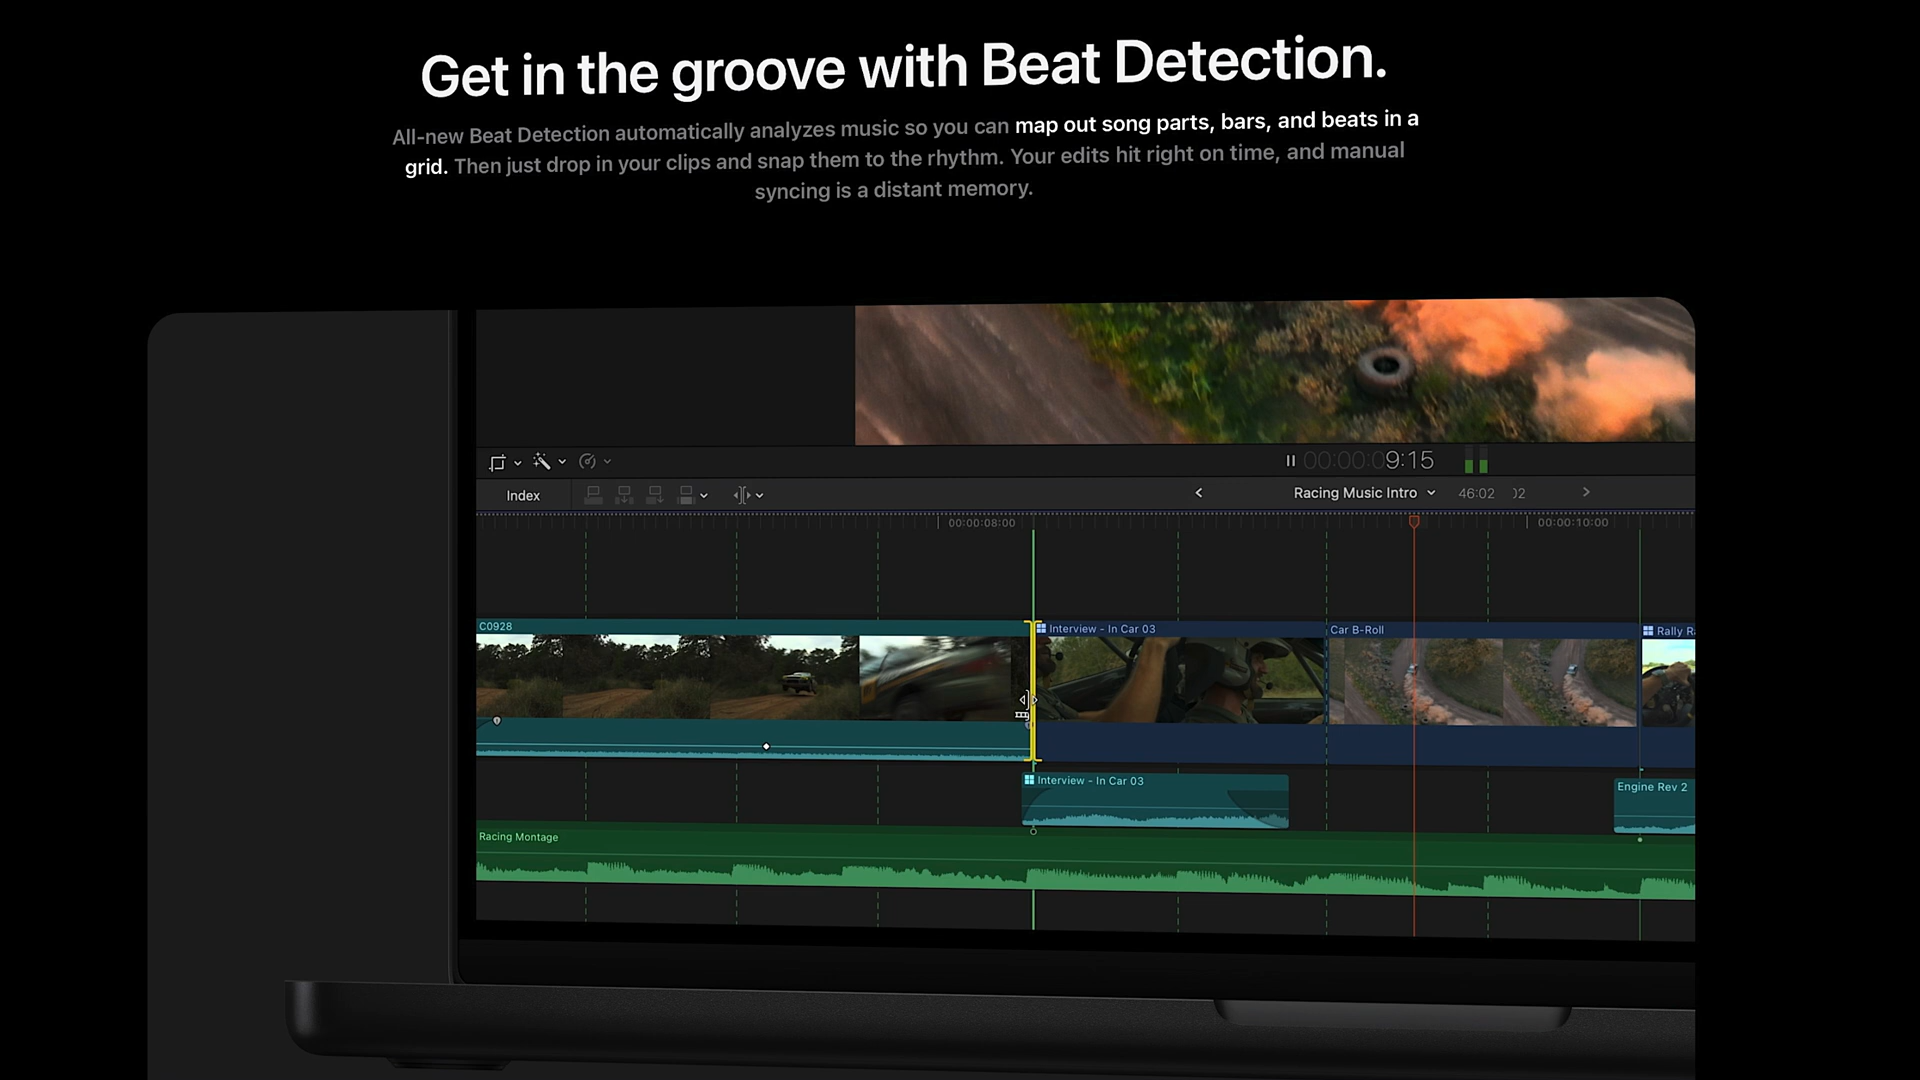 Get in the groove with Beat Detection.
All-new Beat Detection automatically analyzes music so you can map out song parts, bars, and beats in a
grid. Then just drop in your clips and snap them to the rhythm. Your edits hit right on time, and manual
syncing is a distant memory.
00:00:09:15
Index
Racing Music Intro 46:02
00:00:08:00 00:00:10:00
C0928 Interview - In Car 03 Car B-Roll Rally
Interview - In Car 03 Engine Rev 2
Racing Montage